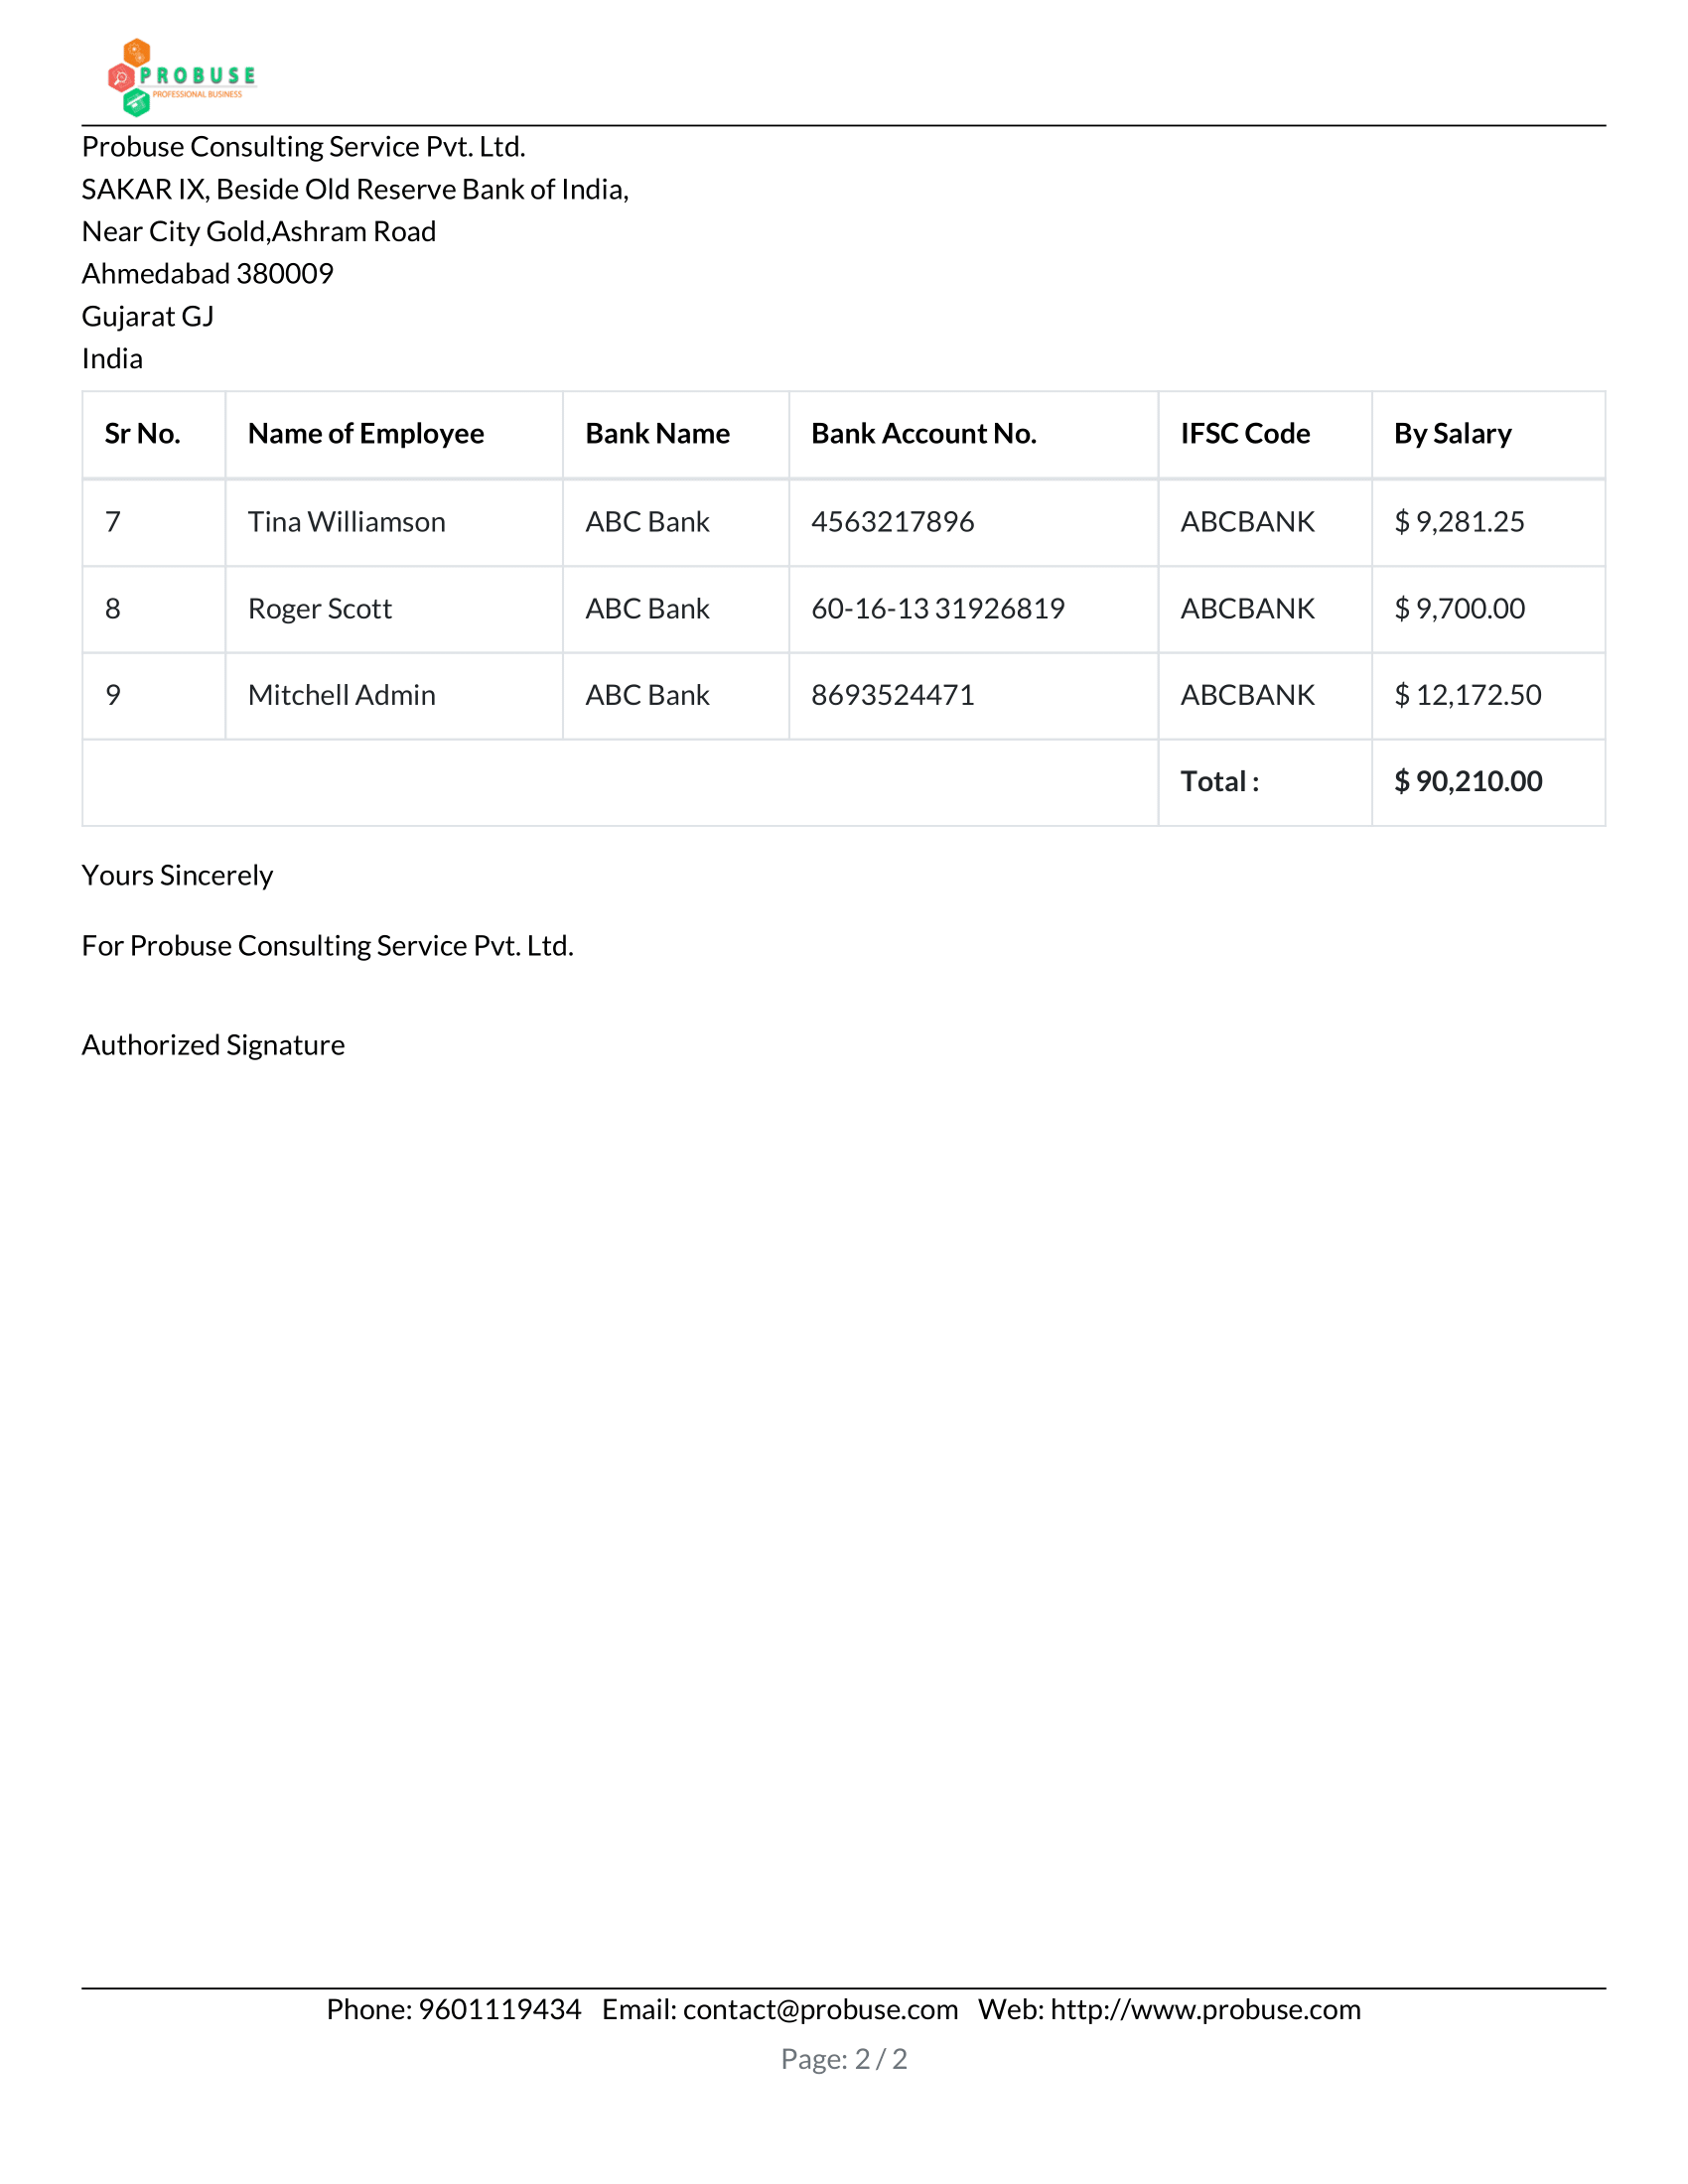 PROBUSE
PROFESSIONAL BUSINESS
Probuse Consulting Service Pvt. Ltd.
SAKAR IX, Beside Old Reserve Bank of India,
Near City Gold,Ashram Road
Ahmedabad 380009
Gujarat GJ
India
Sr No. Name of Employee Bank Name Bank Account No. IFSC Code By Salary
7 Tina Williamson ABC Bank 4563217896 ABCBANK $ 9,281.25
8 Roger Scott ABC Bank 60-16-13 31926819 ABCBANK $ 9,700.00
9 Mitchell Admin ABC Bank 8693524471 ABCBANK $ 12,172.50
Total : $ 90,210.00
Yours Sincerely
For Probuse Consulting Service Pvt. Ltd.
Authorized Signature
Phone: 9601119434 Email: contact@probuse.com Web: http://www.probuse.com
Page: 2 / 2